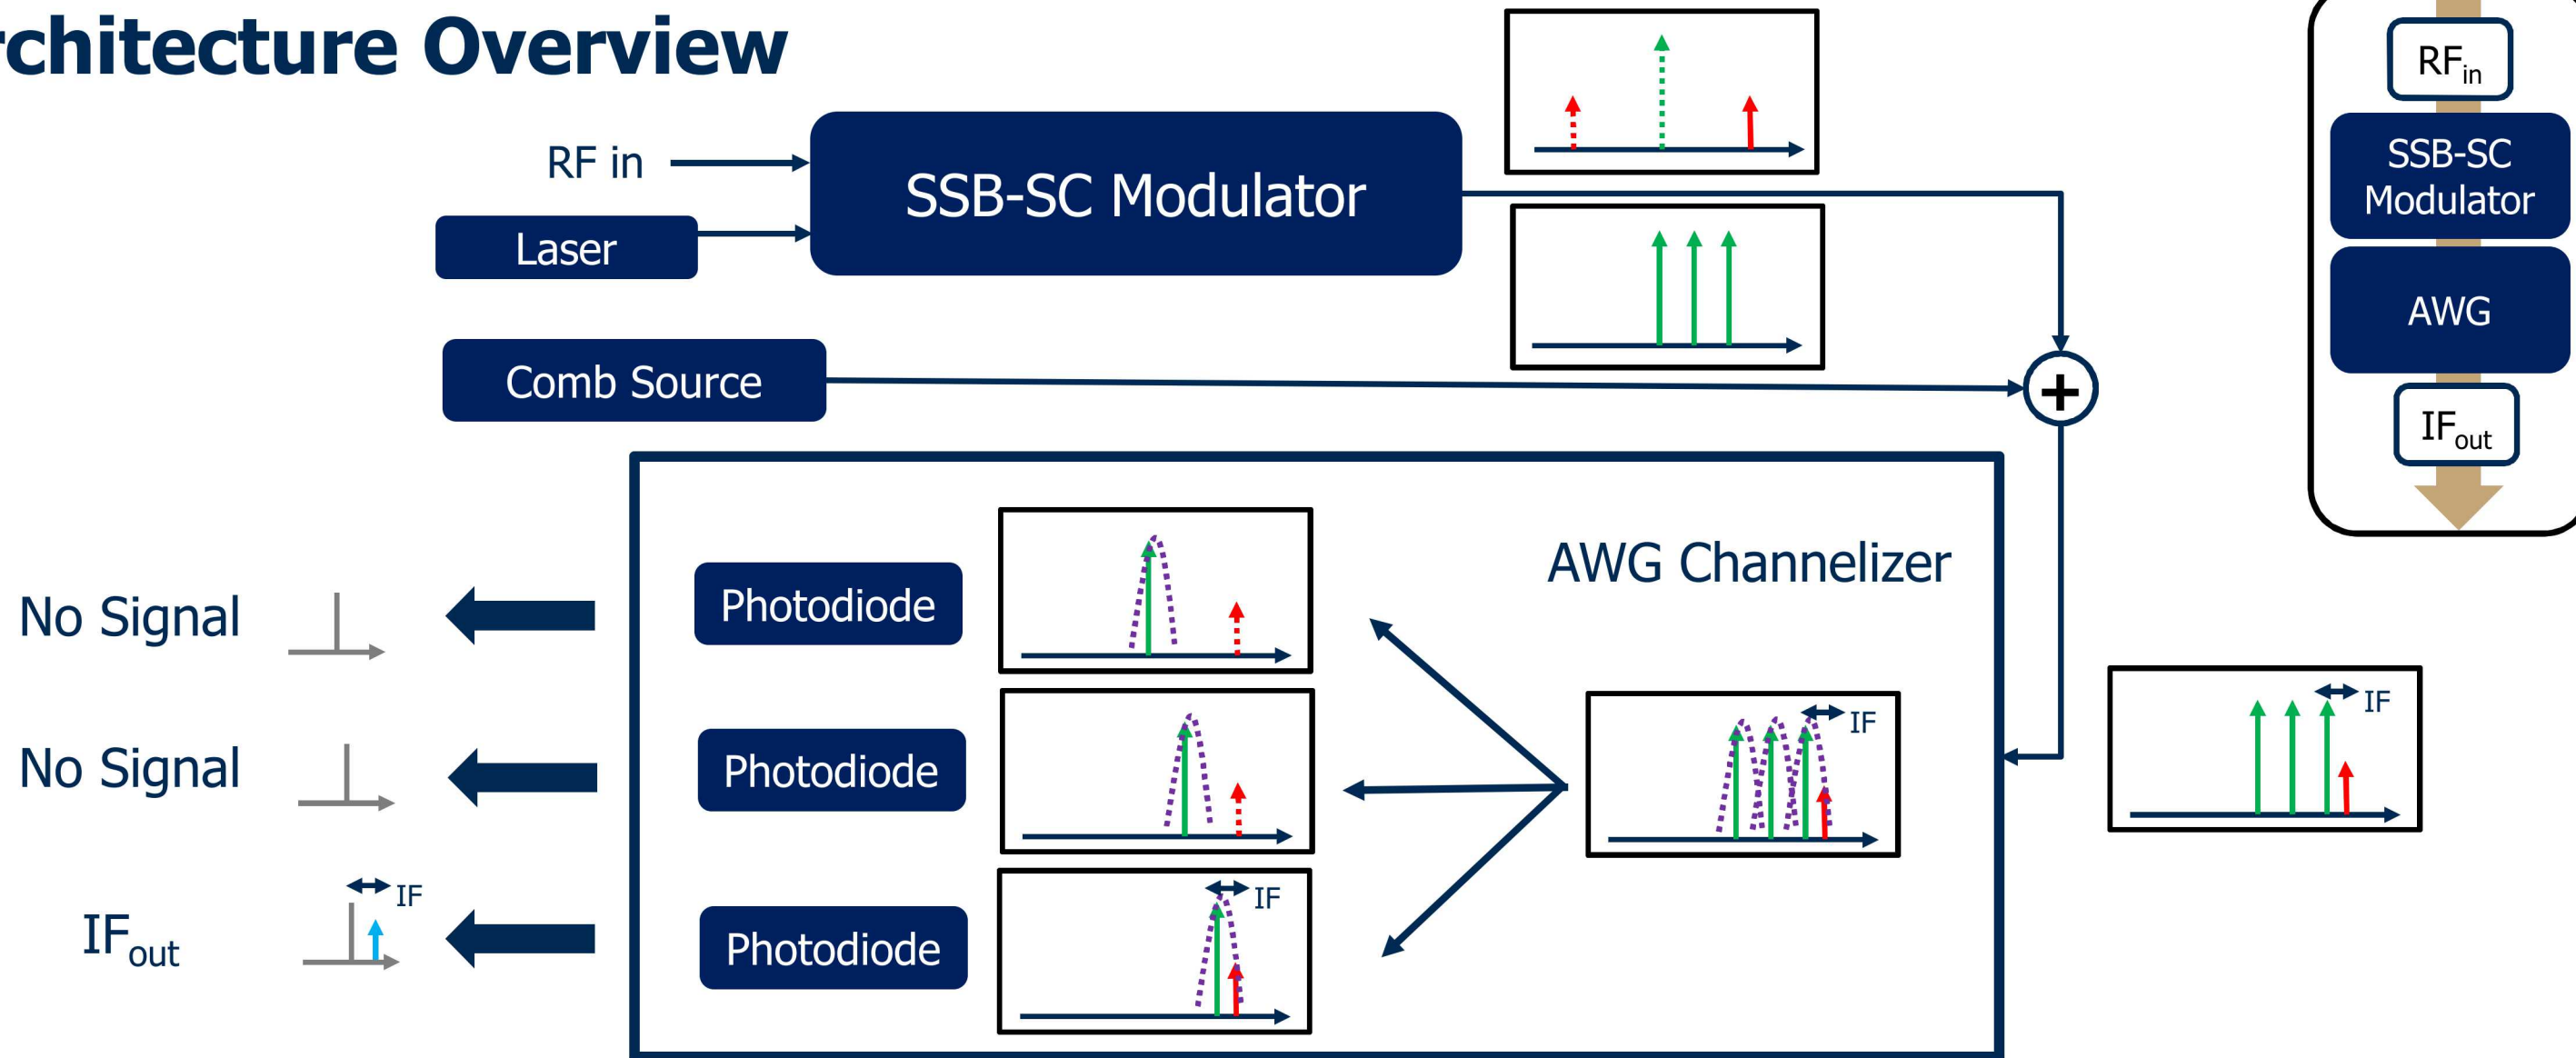 rchitecture Overview
RF in
Laser
SSB-SC Modulator
Comb Source
+
RFin
SSB-SC
Modulator
AWG
IFout
AWG Channelizer
Photodiode
Photodiode
Photodiode
IF
IF
IF
No Signal
No Signal
IFout
IF